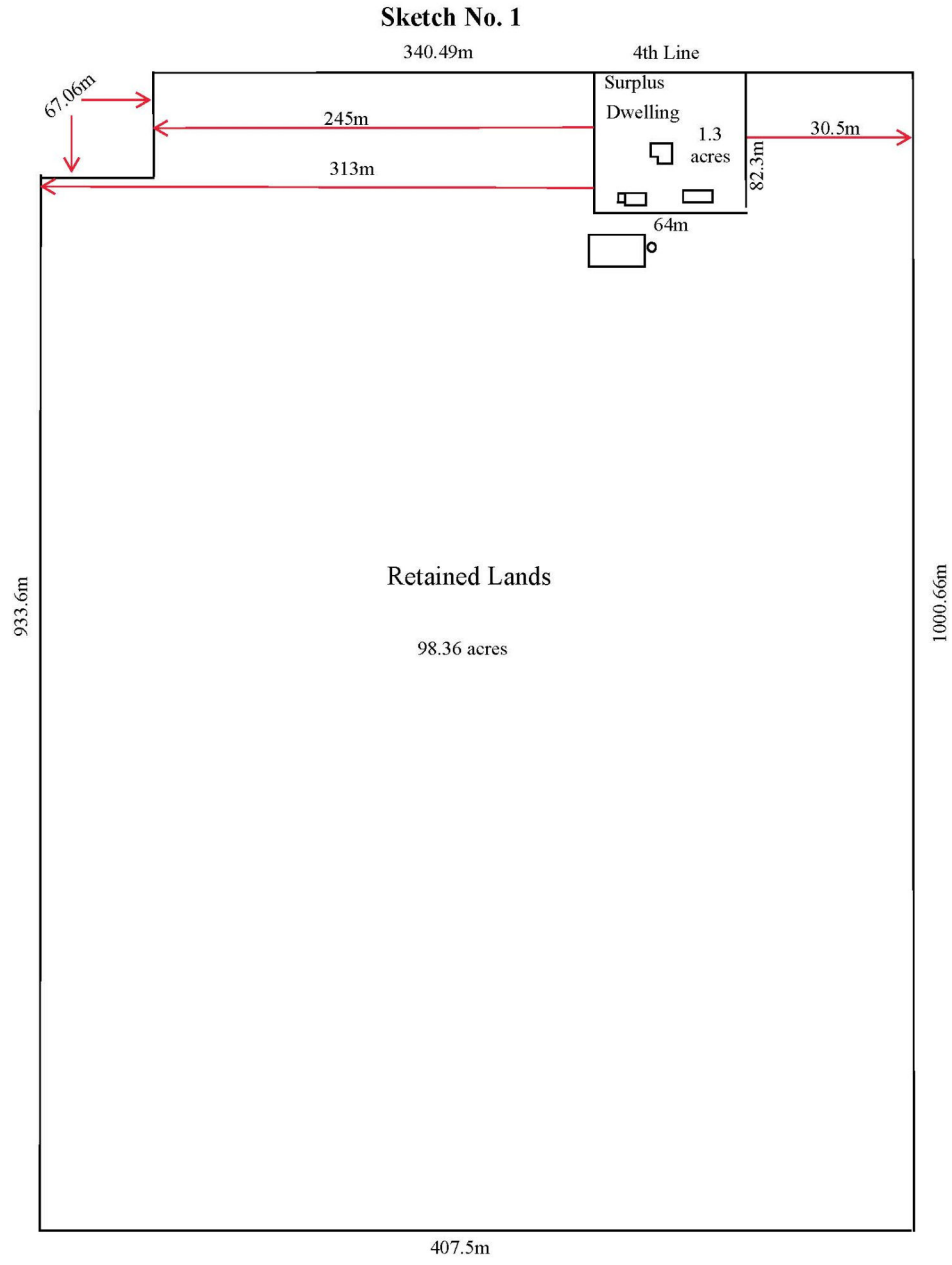 Sketch No. 1
340.49m
4th Line
67.06m
Surplus
Dwelling
245m
1.3
acres
30.5m
82.3m
313m
64m
Retained Lands
98.36 acres
933.6m
1000.66m
407.5m